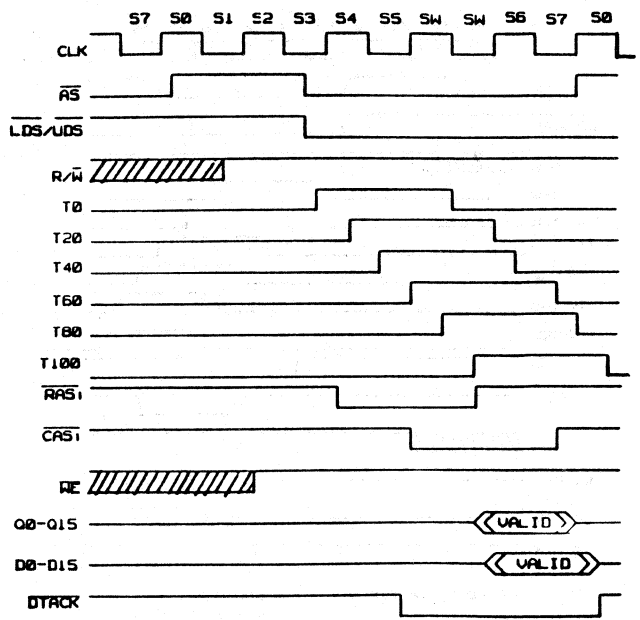 S7 S0 S1 S2 S3 S4 S5 SW SW S6 S7 S0
CLK
AS
LDS/UDS
R/W
T0
T20
T40
T60
T80
T100
RAS1
CAS1
WE
Q0-Q15 VALID
D0-D15 VALID
DTACK